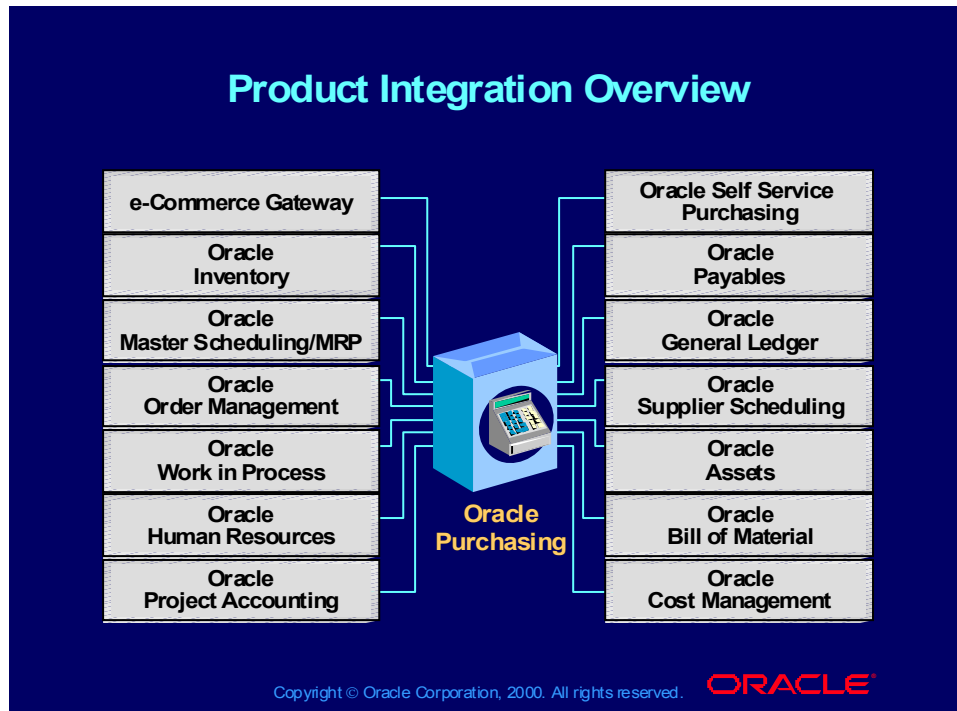 Product Integration Overview
e-Commerce Gateway
Oracle
Inventory
Oracle
Master Scheduling/MRP
Oracle
Order Management
Oracle
Work in Process
Oracle
Human Resources
Oracle
Project Accounting
Oracle
Purchasing
Oracle Self Service
Purchasing
Oracle
Payables
Oracle
General Ledger
Oracle
Supplier Scheduling
Oracle
Assets
Oracle
Bill of Material
Oracle
Cost Management
Copyright © Oracle Corporation, 2000. All rights reserved.
ORACLE®